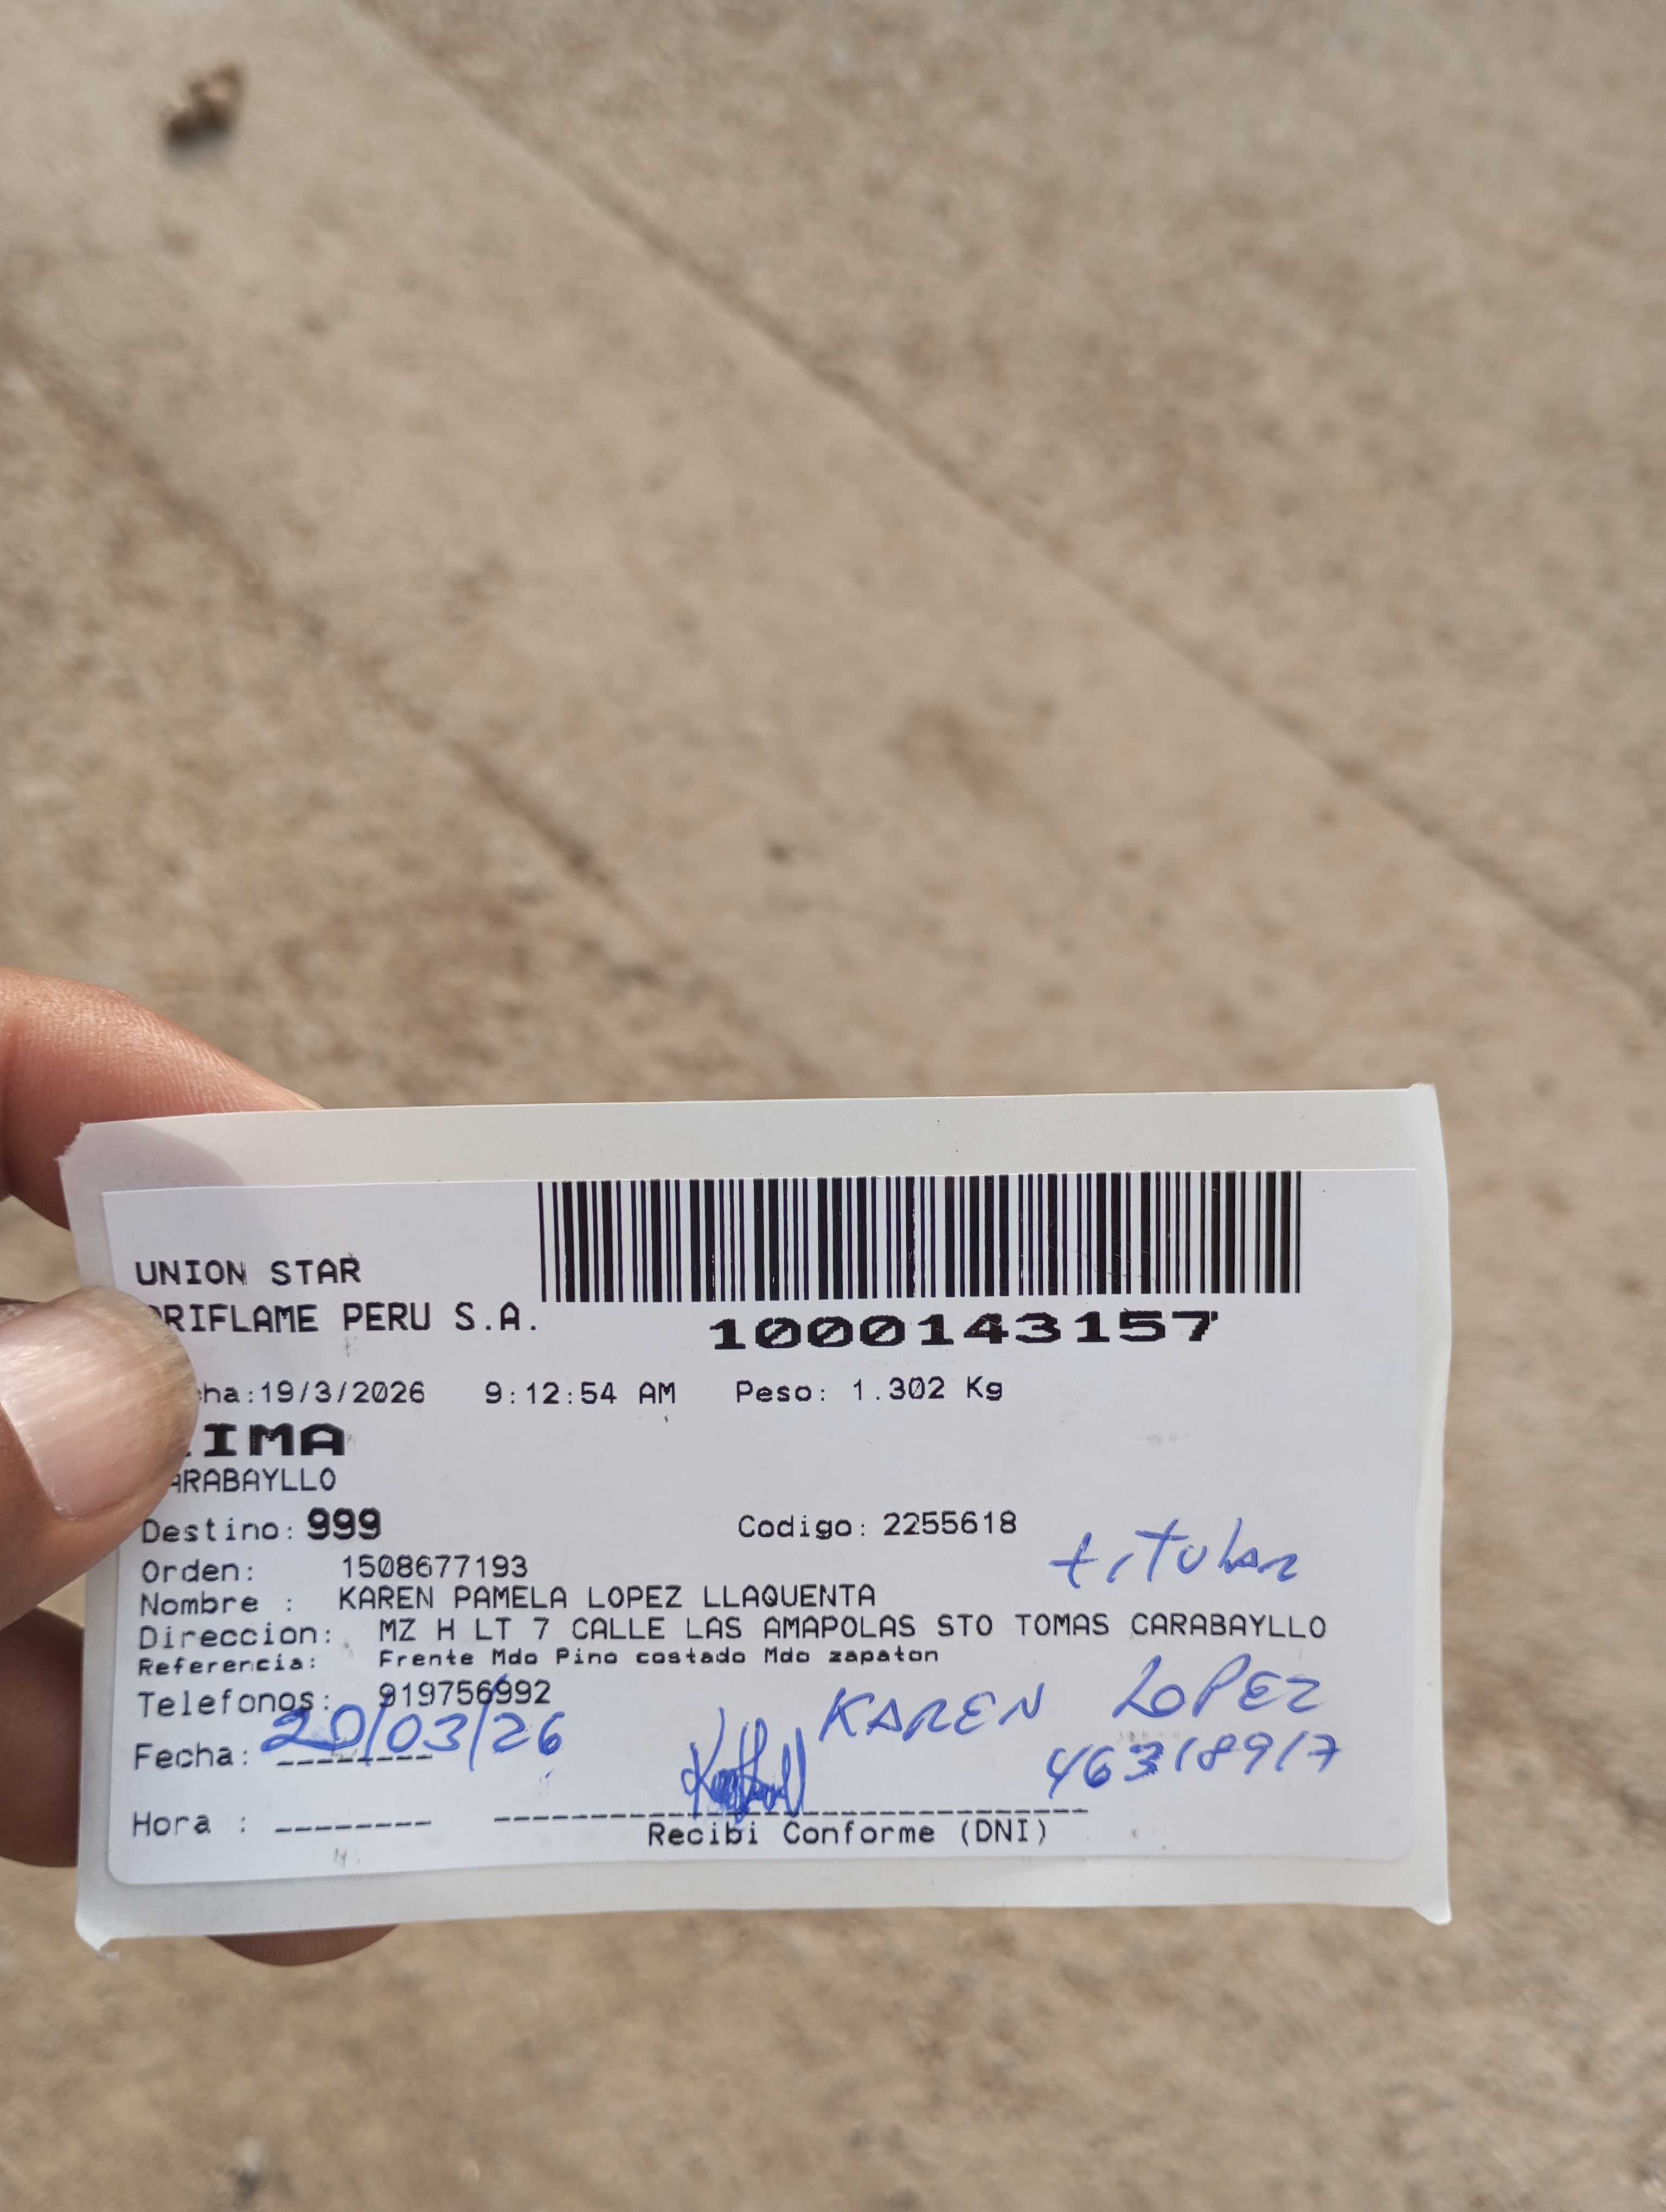 UNION STAR
ORIFLAME PERU S.A.
1000143157
cha:19/3/2026 9:12:54 AM Peso: 1.302 Kg
LIMA
CARABAYLLO
Destino: 999 Codigo: 2255618
titular
Orden: 1508677193
Nombre : KAREN PAMELA LOPEZ LLAQUENTA
Direccion: MZ H LT 7 CALLE LAS AMAPOLAS STO TOMAS CARABAYLLO
Referencia: Frente Mdo Pino costado Mdo zapaton
Telefonos: 919756992
KAREN LOPEZ
Fecha: 20/03/26
46318917
Hora :
Recibi Conforme (DNI)